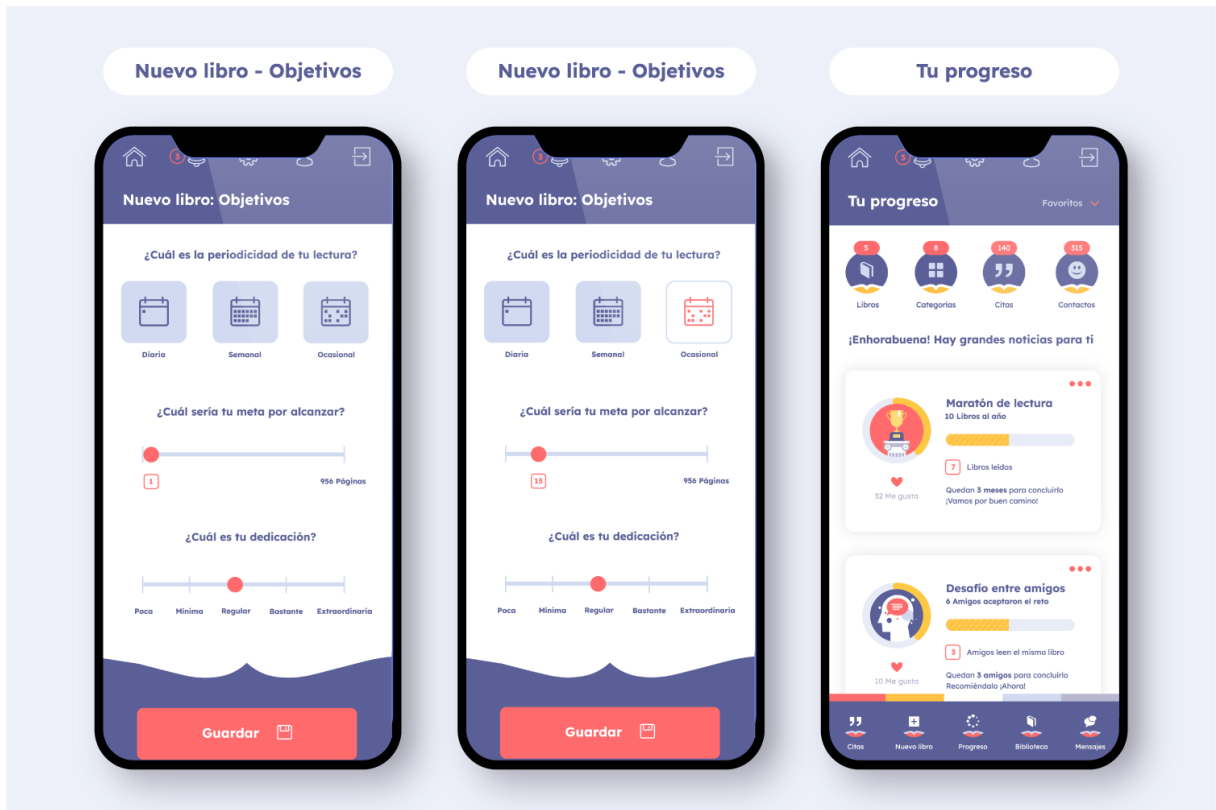 Nuevo libro - Objetivos
3
Nuevo libro: Objetivos
¿Cuál es la periodicidad de tu lectura?
Diaria Semanal Ocasional
¿Cuál sería tu meta por alcanzar?
1 956 Páginas
¿Cuál es tu dedicación?
Poca Mínima Regular Bastante Extraordinaria
Guardar
Nuevo libro - Objetivos
3
Nuevo libro: Objetivos
¿Cuál es la periodicidad de tu lectura?
Diaria Semanal Ocasional
¿Cuál sería tu meta por alcanzar?
15 956 Páginas
¿Cuál es tu dedicación?
Poca Mínima Regular Bastante Extraordinaria
Guardar
Tu progreso
3
Tu progreso Favoritos
5 8 140 315
Libros Categorías Citas Contactos
¡Enhorabuena! Hay grandes noticias para ti
Maratón de lectura
10 Libros al año
7 Libros leídos
32 Me gusta
Quedan 3 meses para concluirlo
¡Vamos por buen camino!
Desafío entre amigos
6 Amigos aceptaron el reto
3 Amigos leen el mismo libro
10 Me gusta
Quedan 3 amigos para concluirlo
Recomiéndalo ¡Ahora!
Citas Nuevo libro Progreso Biblioteca Mensajes